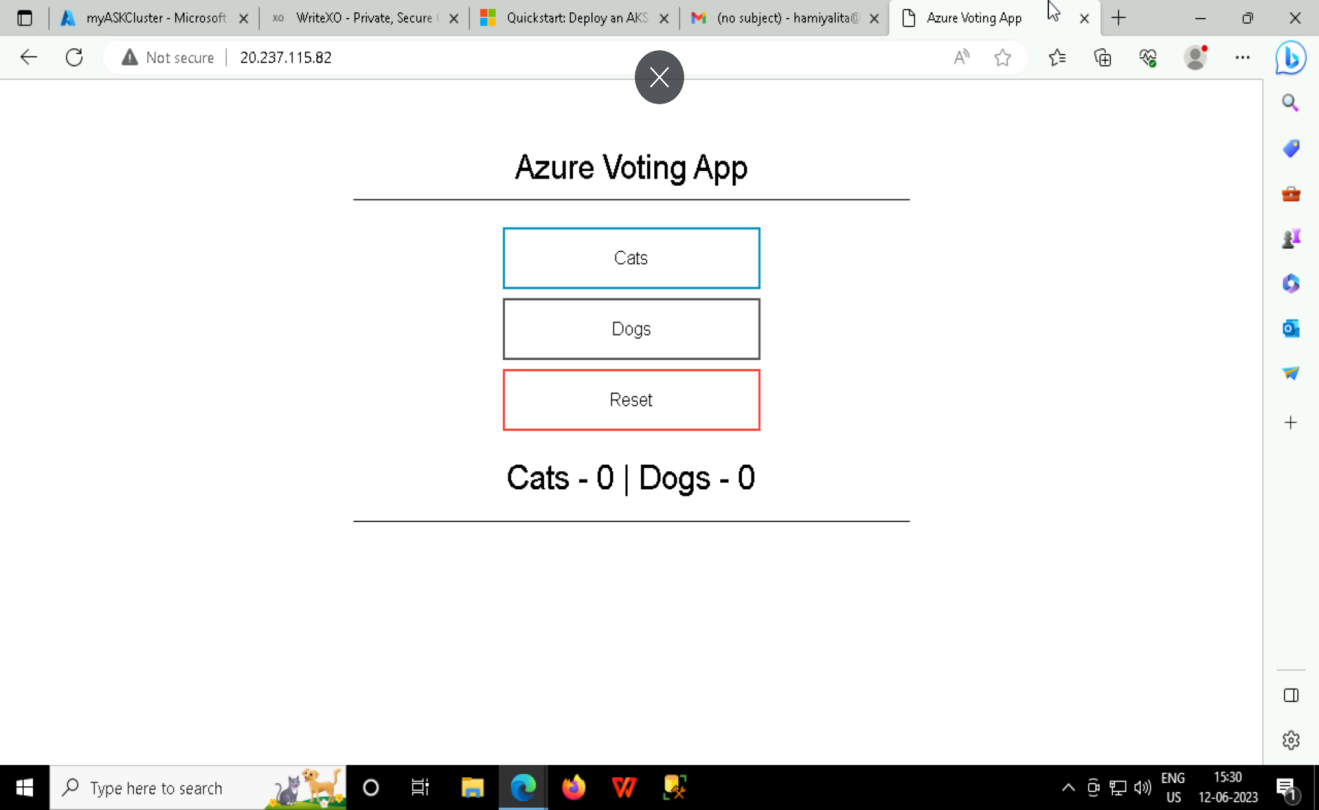 myASKCluster - Microsoft
XO WriteXO - Private, Secure
Quickstart: Deploy an AKS
(no subject) - hamiyalita@
Azure Voting App
Not secure
20.237.115.82
Azure Voting App
Cats
Dogs
Reset
Cats - 0 | Dogs - 0
Type here to search
ENG
US
15:30
12-06-2023
1